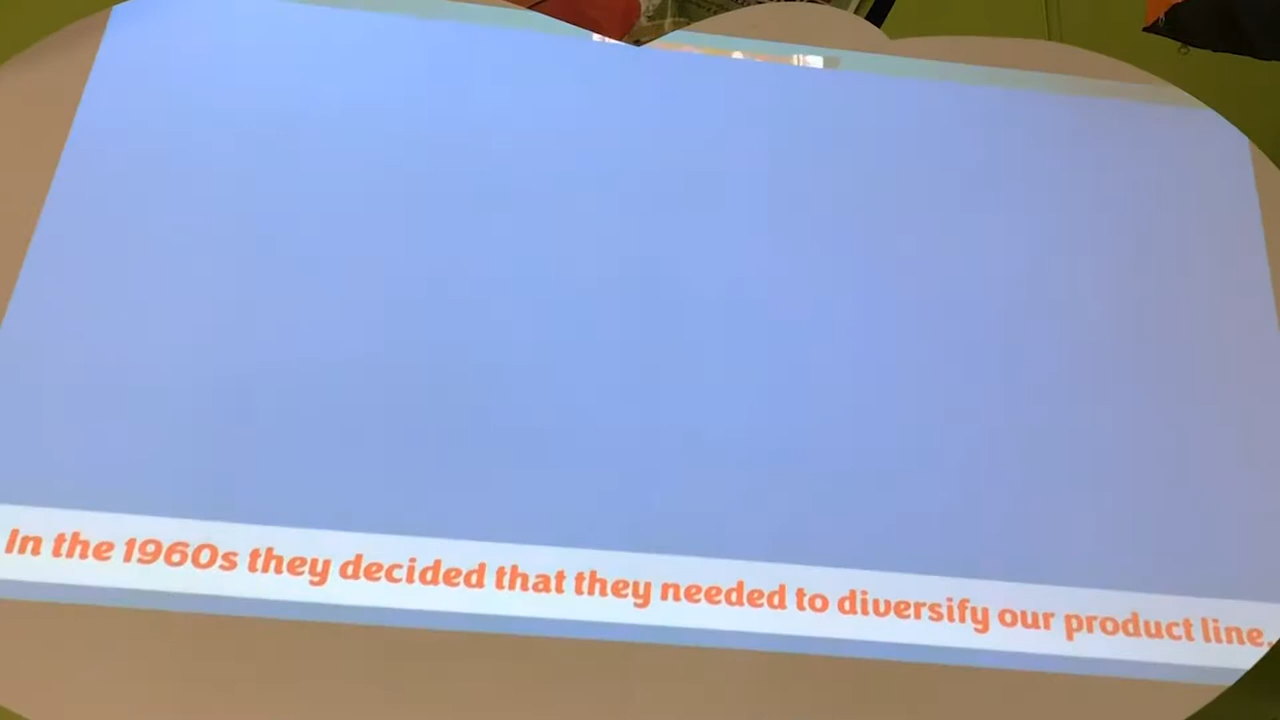 In the 1960s they decided that they needed to diversify our product line.